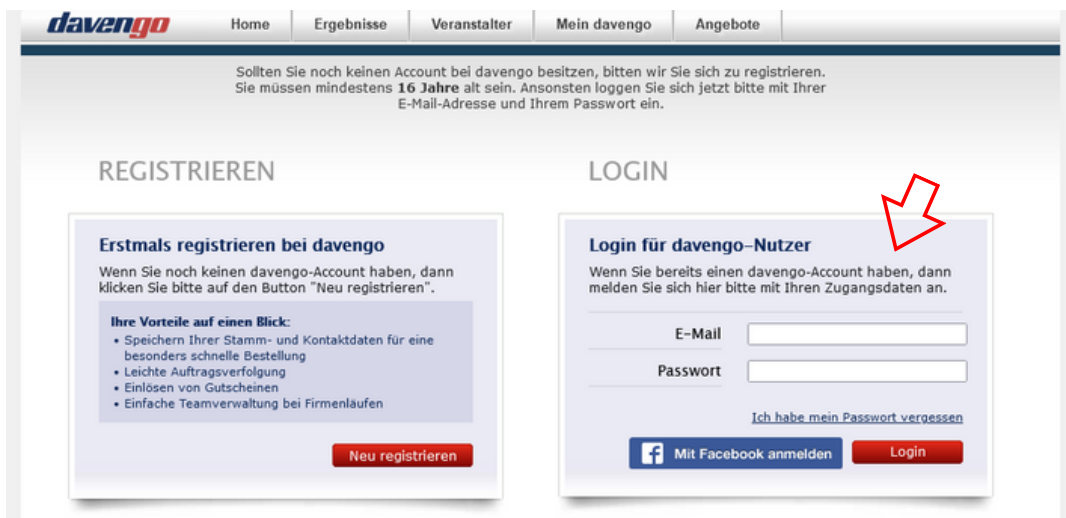 davengo
Home
Ergebnisse
Veranstalter
Mein davengo
Angebote
Sollten Sie noch keinen Account bei davengo besitzen, bitten wir Sie sich zu registrieren.
Sie müssen mindestens 16 Jahre alt sein. Ansonsten loggen Sie sich jetzt bitte mit Ihrer
E-Mail-Adresse und Ihrem Passwort ein.
REGISTRIEREN
Erstmals registrieren bei davengo
Wenn Sie noch keinen davengo-Account haben, dann
klicken Sie bitte auf den Button "Neu registrieren".
Ihre Vorteile auf einen Blick:
• Speichern Ihrer Stamm- und Kontaktdaten für eine
besonders schnelle Bestellung
• Leichte Auftragsverfolgung
• Einlösen von Gutscheinen
• Einfache Teamverwaltung bei Firmenläufen
Neu registrieren
LOGIN
Login für davengo-Nutzer
Wenn Sie bereits einen davengo-Account haben, dann
melden Sie sich hier bitte mit Ihren Zugangsdaten an.
E-Mail
Passwort
Ich habe mein Passwort vergessen
Mit Facebook anmelden
Login